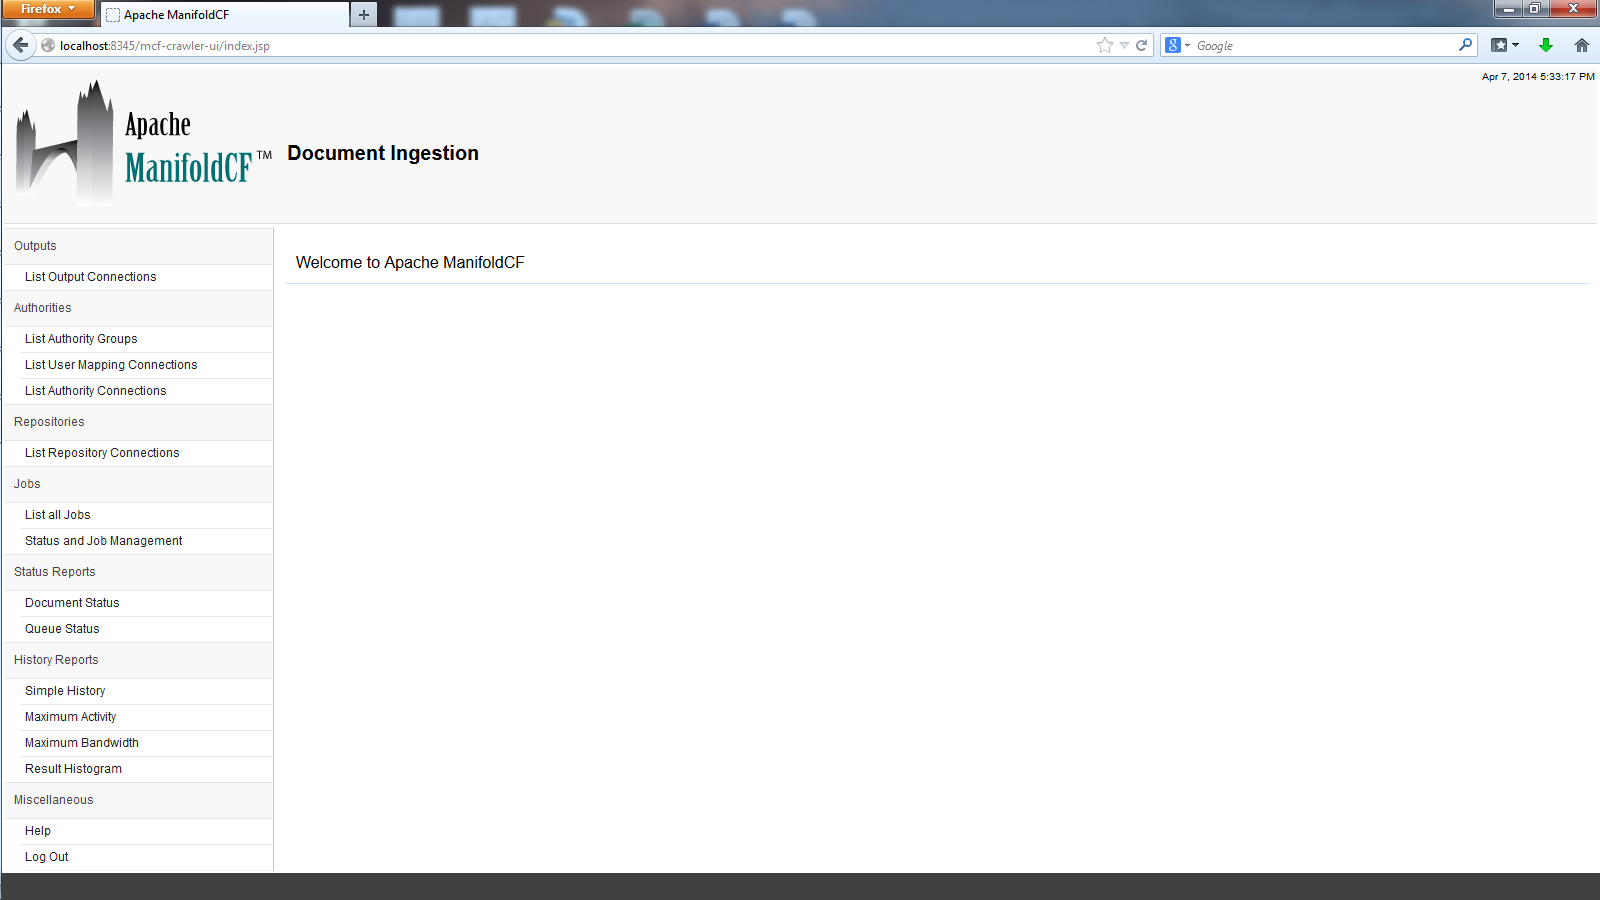 Firefox
Apache ManifoldCF
localhost:8345/mcf-crawler-ui/index.jsp
Google
Apr 7, 2014 5:33:17 PM
Apache
ManifoldCF™
Document Ingestion
Outputs
List Output Connections
Authorities
List Authority Groups
List User Mapping Connections
List Authority Connections
Repositories
List Repository Connections
Jobs
List all Jobs
Status and Job Management
Status Reports
Document Status
Queue Status
History Reports
Simple History
Maximum Activity
Maximum Bandwidth
Result Histogram
Miscellaneous
Help
Log Out
Welcome to Apache ManifoldCF